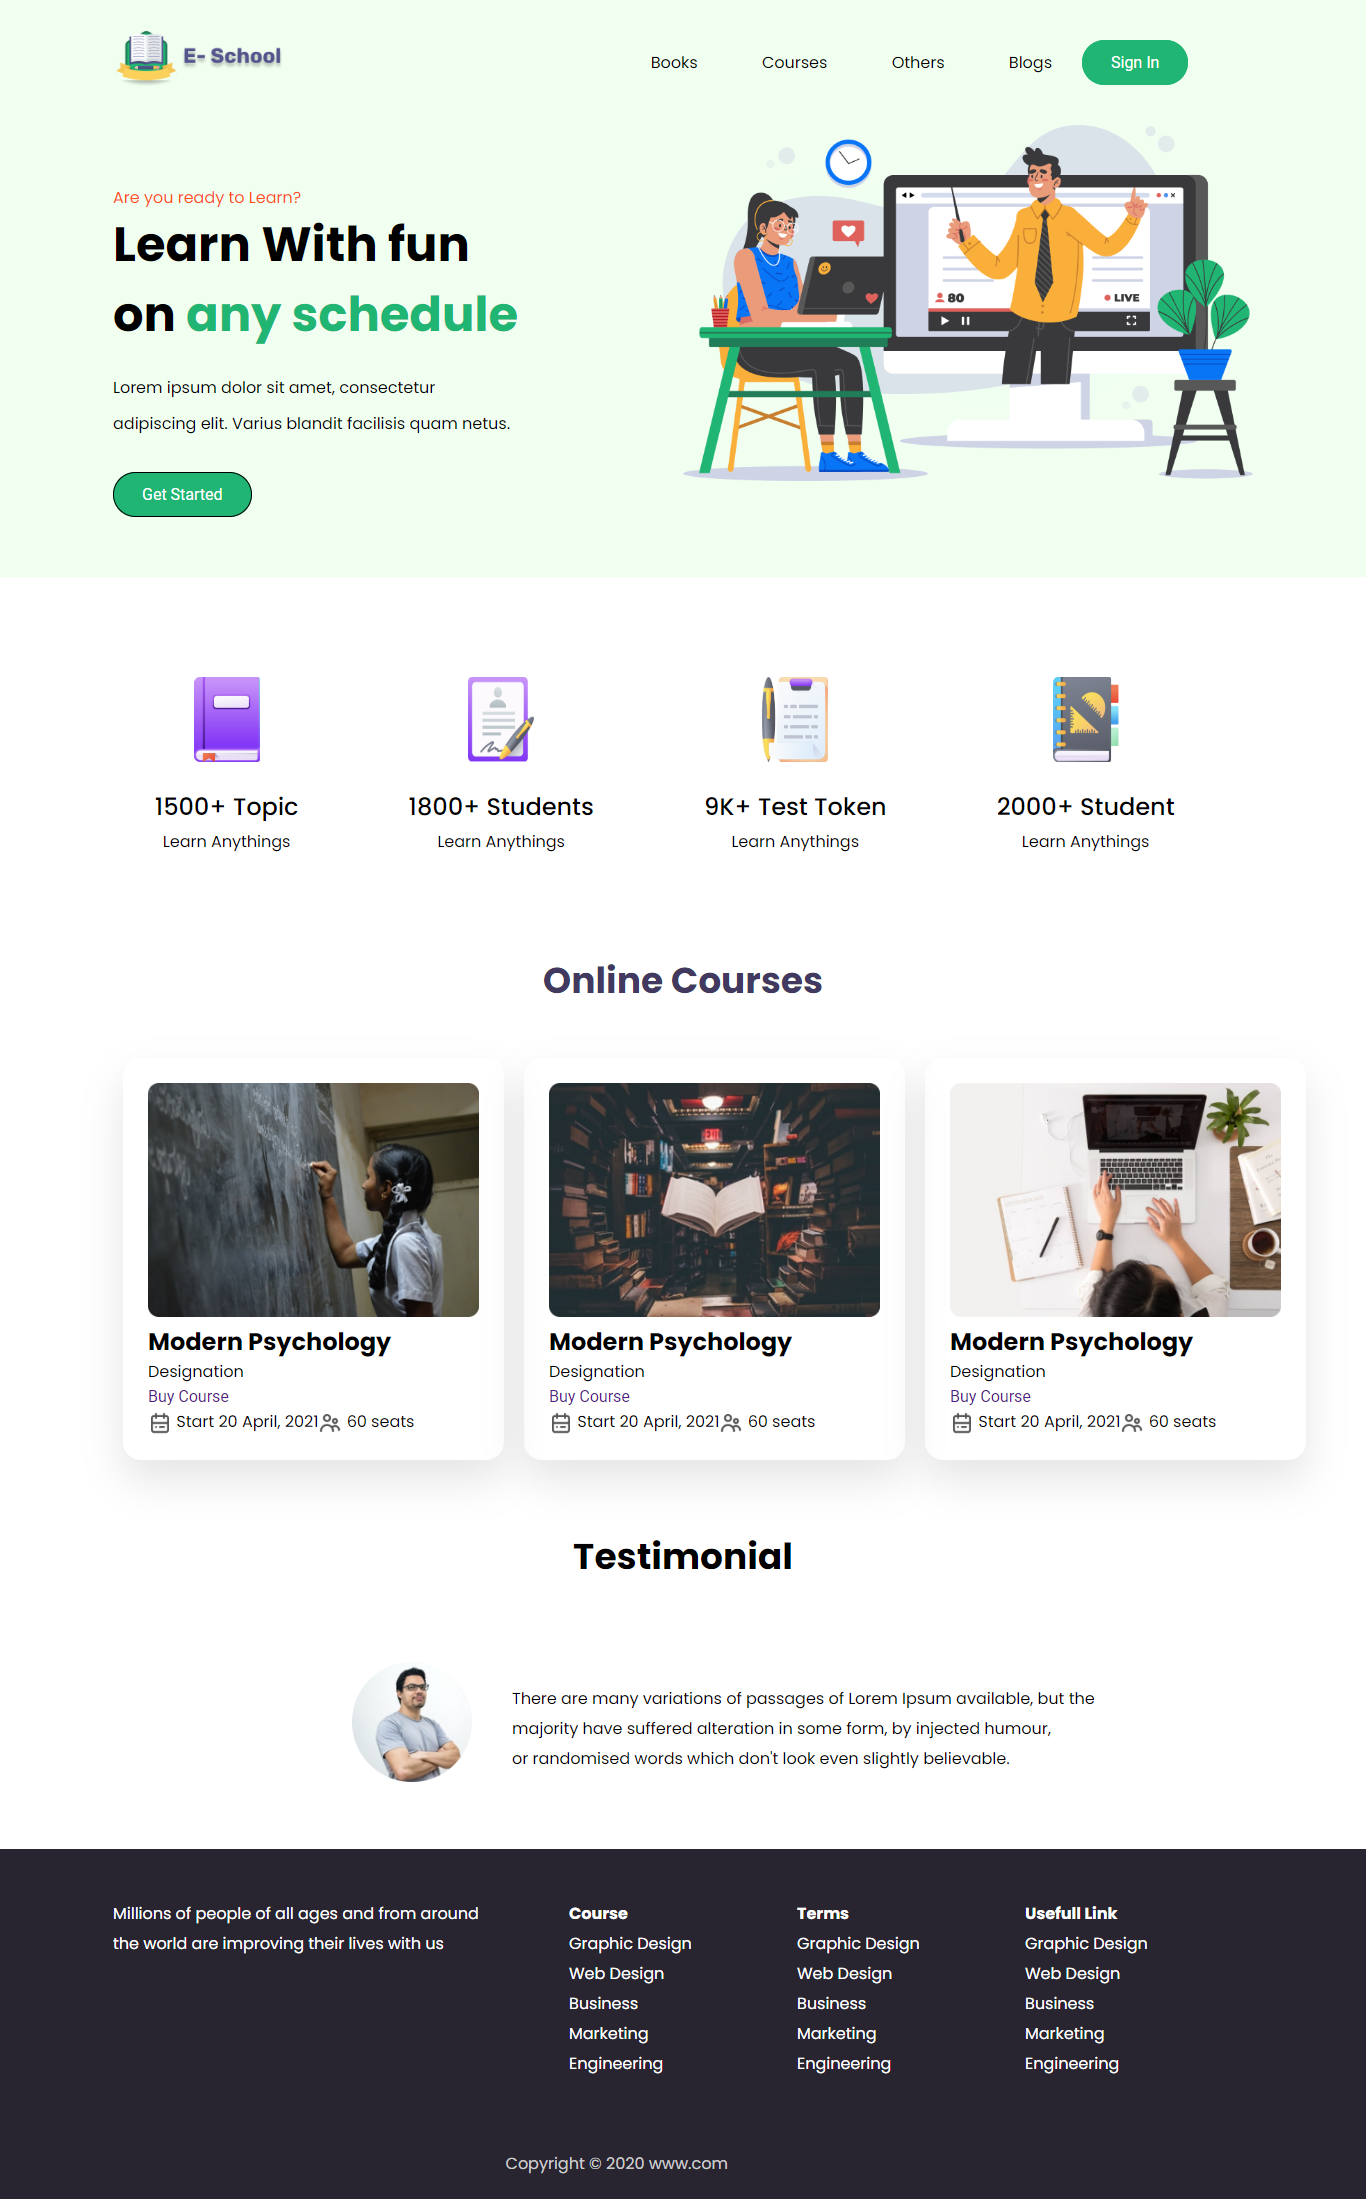 E- School
Books
Courses
Others
Blogs
Sign In
Are you ready to Learn?
Learn With fun
on any schedule
80
LIVE
Lorem ipsum dolor sit amet, consectetur
adipiscing elit. Varius blandit facilisis quam netus.
Get Started
1500+ Topic
Learn Anythings
1800+ Students
Learn Anythings
9K+ Test Token
Learn Anythings
2000+ Student
Learn Anythings
Online Courses
EXIT
Modern Psychology
Designation
Buy Course
Start 20 April, 2021 60 seats
Modern Psychology
Designation
Buy Course
Start 20 April, 2021 60 seats
Modern Psychology
Designation
Buy Course
Start 20 April, 2021 60 seats
Testimonial
There are many variations of passages of Lorem Ipsum available, but the
majority have suffered alteration in some form, by injected humour,
or randomised words which don't look even slightly believable.
Millions of people of all ages and from around
the world are improving their lives with us
Course
Graphic Design
Web Design
Business
Marketing
Engineering
Terms
Graphic Design
Web Design
Business
Marketing
Engineering
Usefull Link
Graphic Design
Web Design
Business
Marketing
Engineering
Copyright © 2020 www.com